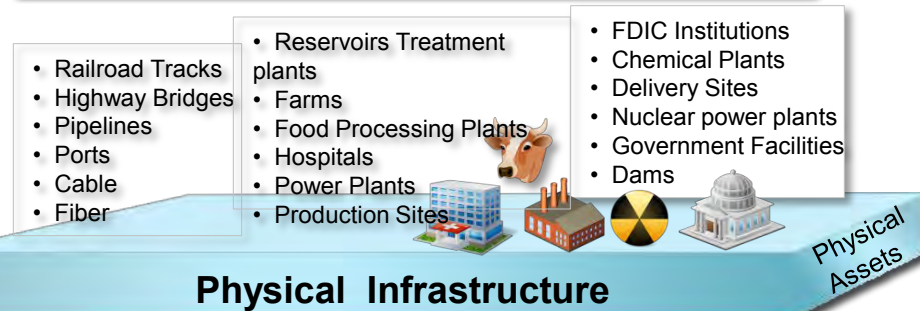 • Railroad Tracks
• Highway Bridges
• Pipelines
• Ports
• Cable
• Fiber
• Reservoirs Treatment
plants
• Farms
• Food Processing Plants
• Hospitals
• Power Plants
• Production Sites
• FDIC Institutions
• Chemical Plants
• Delivery Sites
• Nuclear power plants
• Government Facilities
• Dams
Physical Infrastructure
Physical
Assets